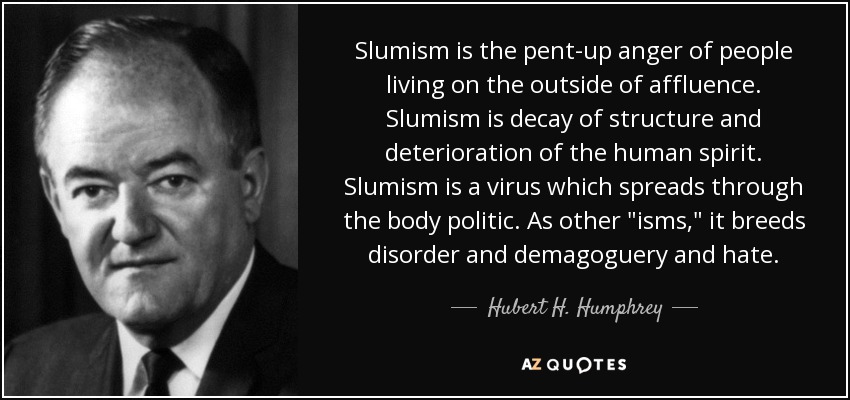 Slumism is the pent-up anger of people
living on the outside of affluence.
Slumism is decay of structure and
deterioration of the human spirit.
Slumism is a virus which spreads through
the body politic. As other "isms," it breeds
disorder and demagoguery and hate.
Hubert H. Humphrey
AZ QUOTES